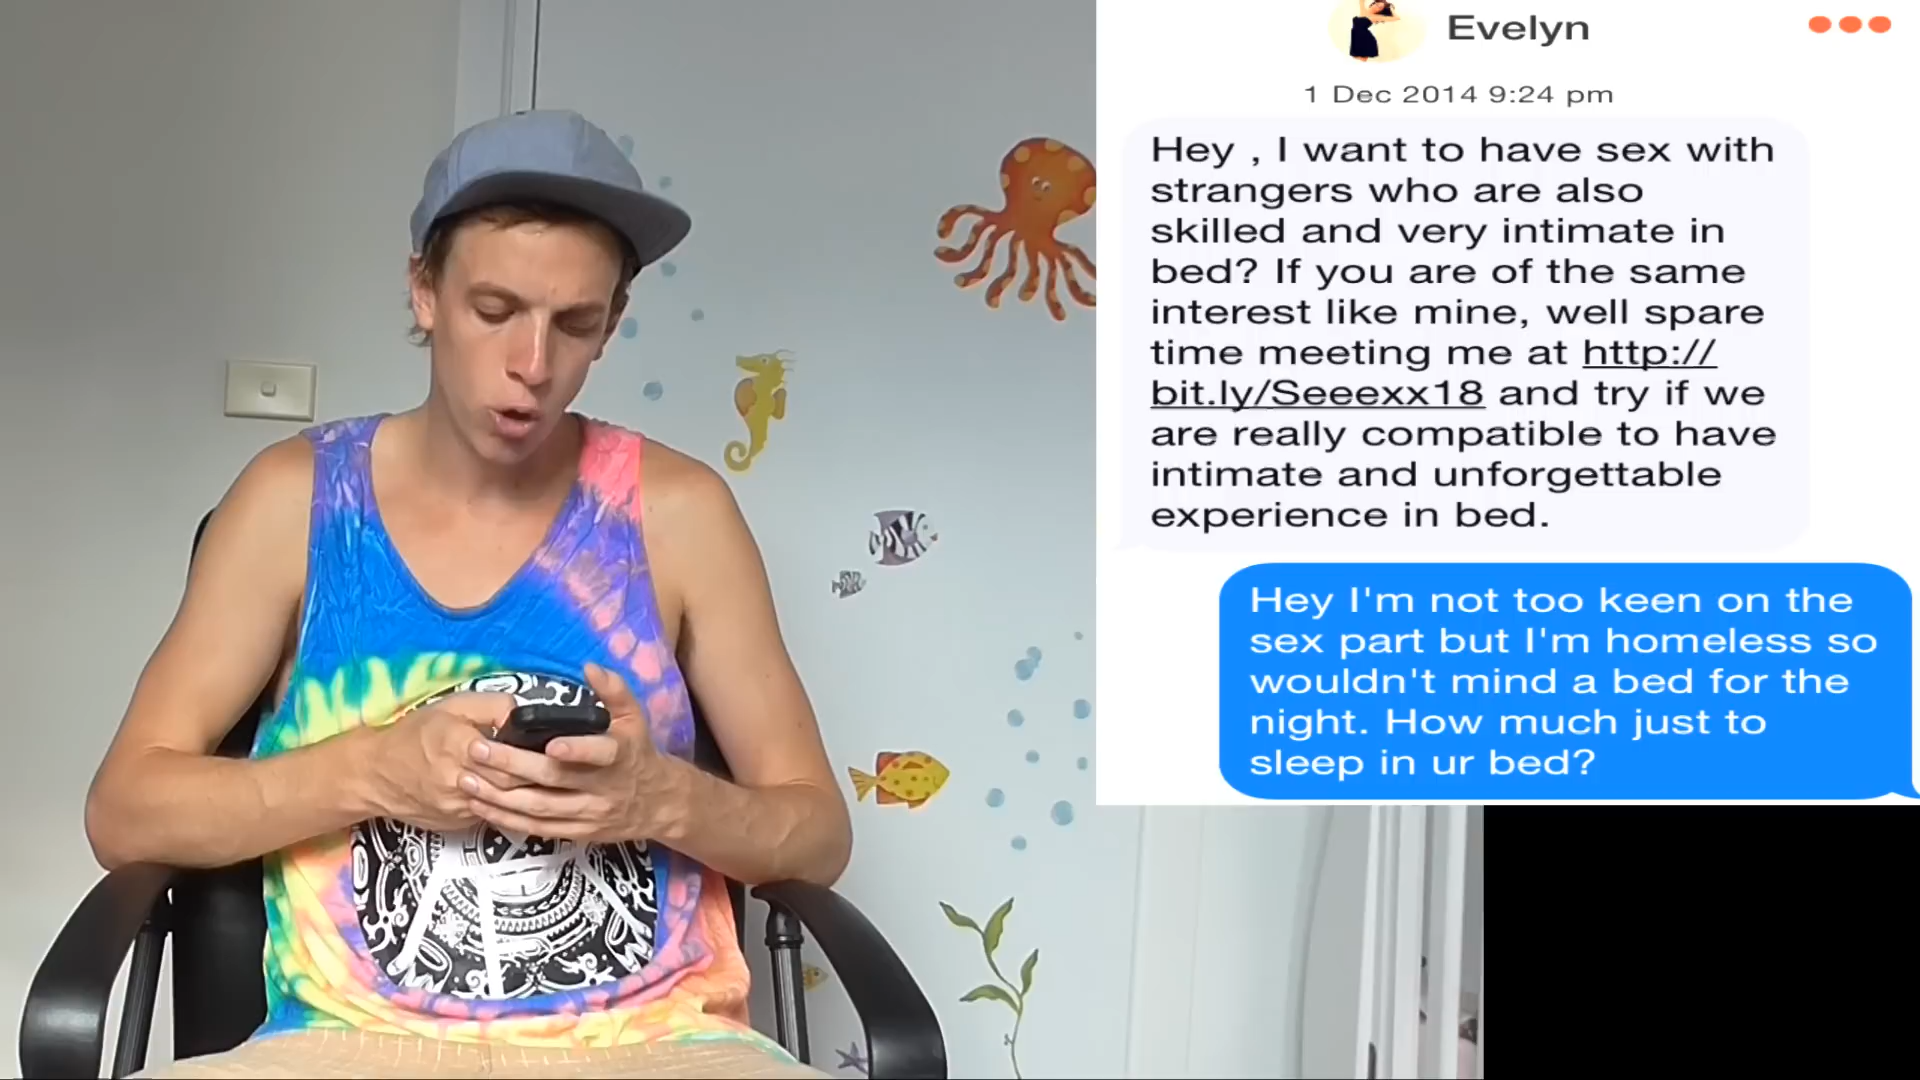 Evelyn
1 Dec 2014 9:24 pm
Hey , I want to have sex with
strangers who are also
skilled and very intimate in
bed? If you are of the same
interest like mine, well spare
time meeting me at http://
bit.ly/Seeexx18 and try if we
are really compatible to have
intimate and unforgettable
experience in bed.
Hey I'm not too keen on the
sex part but I'm homeless so
wouldn't mind a bed for the
night. How much just to
sleep in ur bed?